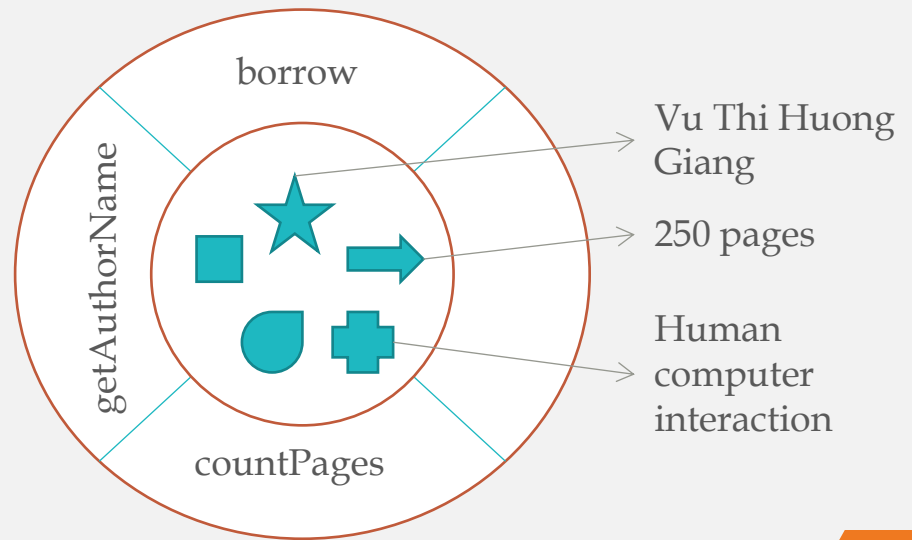 borrow
getAuthorName
countPages
Vu Thi Huong
Giang
250 pages
Human
computer
interaction